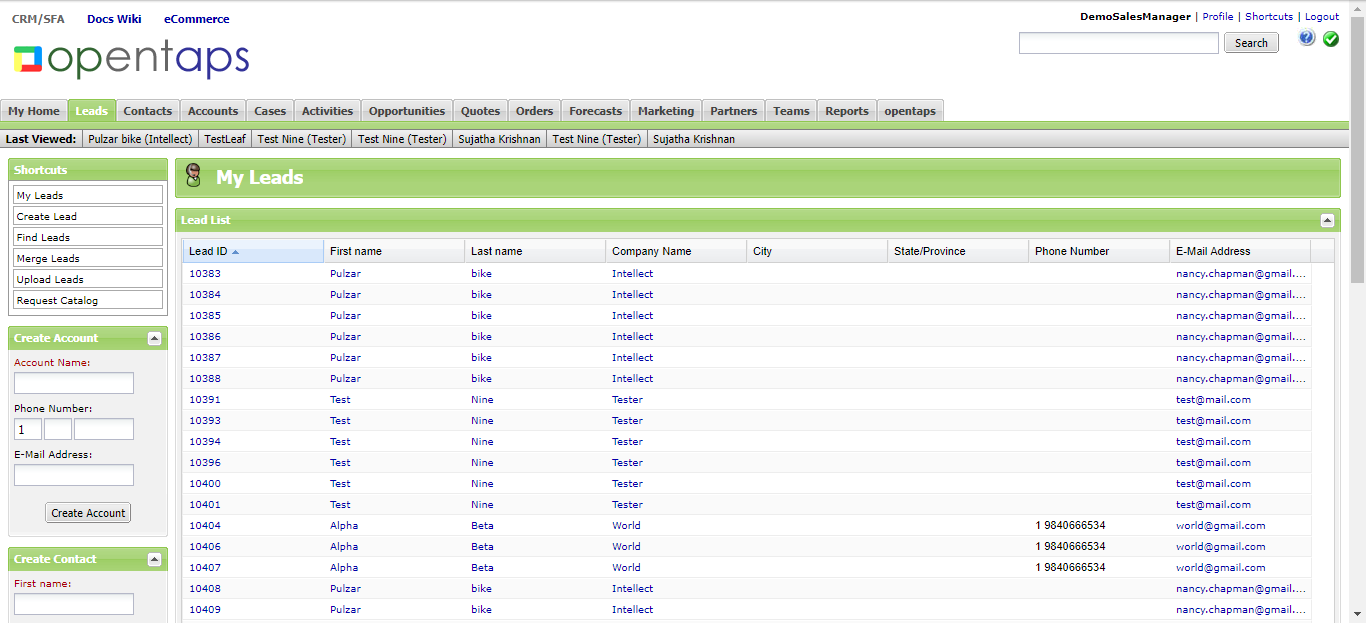 CRM/SFA Docs Wiki eCommerce
DemoSalesManager | Profile | Shortcuts | Logout
opentaps
Search
My Home Leads Contacts Accounts Cases Activities Opportunities Quotes Orders Forecasts Marketing Partners Teams Reports opentaps
Last Viewed: Pulzar bike (Intellect) TestLeaf Test Nine (Tester) Test Nine (Tester) Sujatha Krishnan Test Nine (Tester) Sujatha Krishnan
Shortcuts
My Leads
Create Lead
Find Leads
Merge Leads
Upload Leads
Request Catalog
Create Account
Account Name:
Phone Number:
1
E-Mail Address:
Create Account
Create Contact
First name:
My Leads
Lead List
Lead ID First name Last name Company Name City State/Province Phone Number E-Mail Address
10383 Pulzar bike Intellect nancy.chapman@gmail....
10384 Pulzar bike Intellect nancy.chapman@gmail....
10385 Pulzar bike Intellect nancy.chapman@gmail....
10386 Pulzar bike Intellect nancy.chapman@gmail....
10387 Pulzar bike Intellect nancy.chapman@gmail....
10388 Pulzar bike Intellect nancy.chapman@gmail....
10391 Test Nine Tester test@mail.com
10393 Test Nine Tester test@mail.com
10394 Test Nine Tester test@mail.com
10396 Test Nine Tester test@mail.com
10400 Test Nine Tester test@mail.com
10401 Test Nine Tester test@mail.com
10404 Alpha Beta World 1 9840666534 world@gmail.com
10406 Alpha Beta World 1 9840666534 world@gmail.com
10407 Alpha Beta World 1 9840666534 world@gmail.com
10408 Pulzar bike Intellect nancy.chapman@gmail....
10409 Pulzar bike Intellect nancy.chapman@gmail....